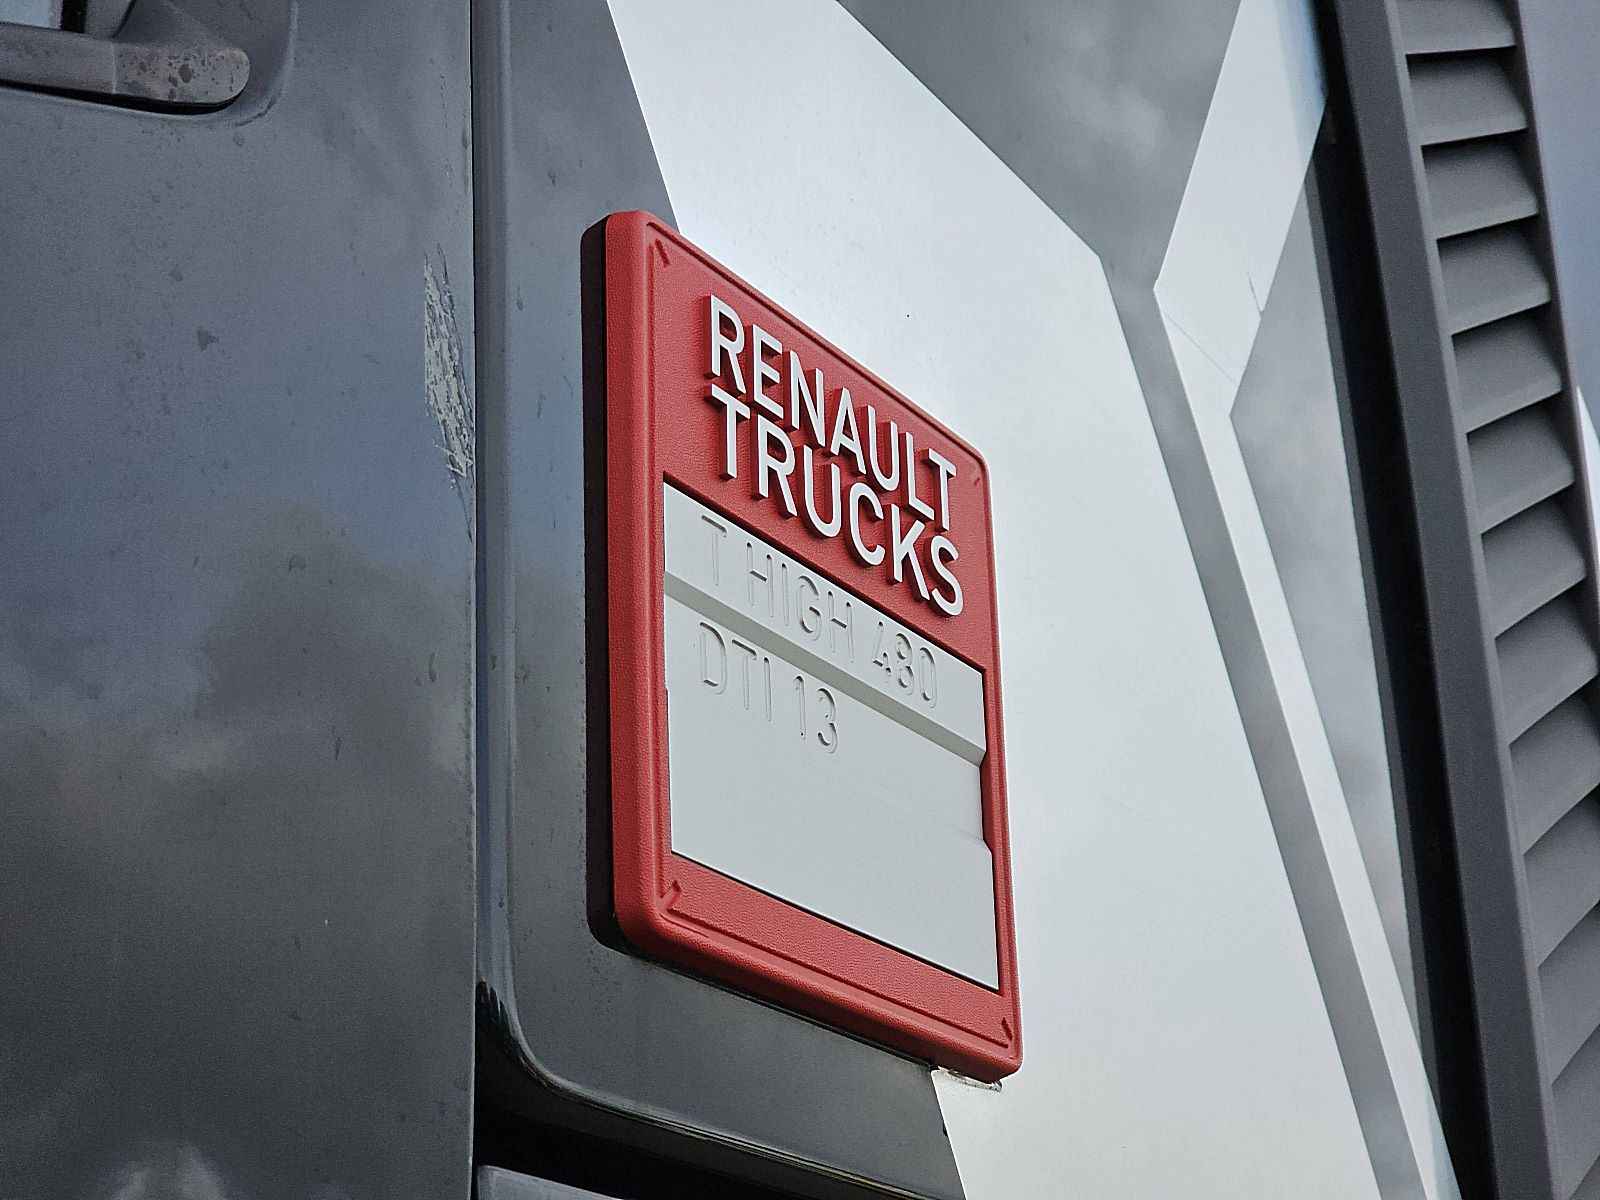 RENAULT
TRUCKS
T HIGH 480
DTI 13